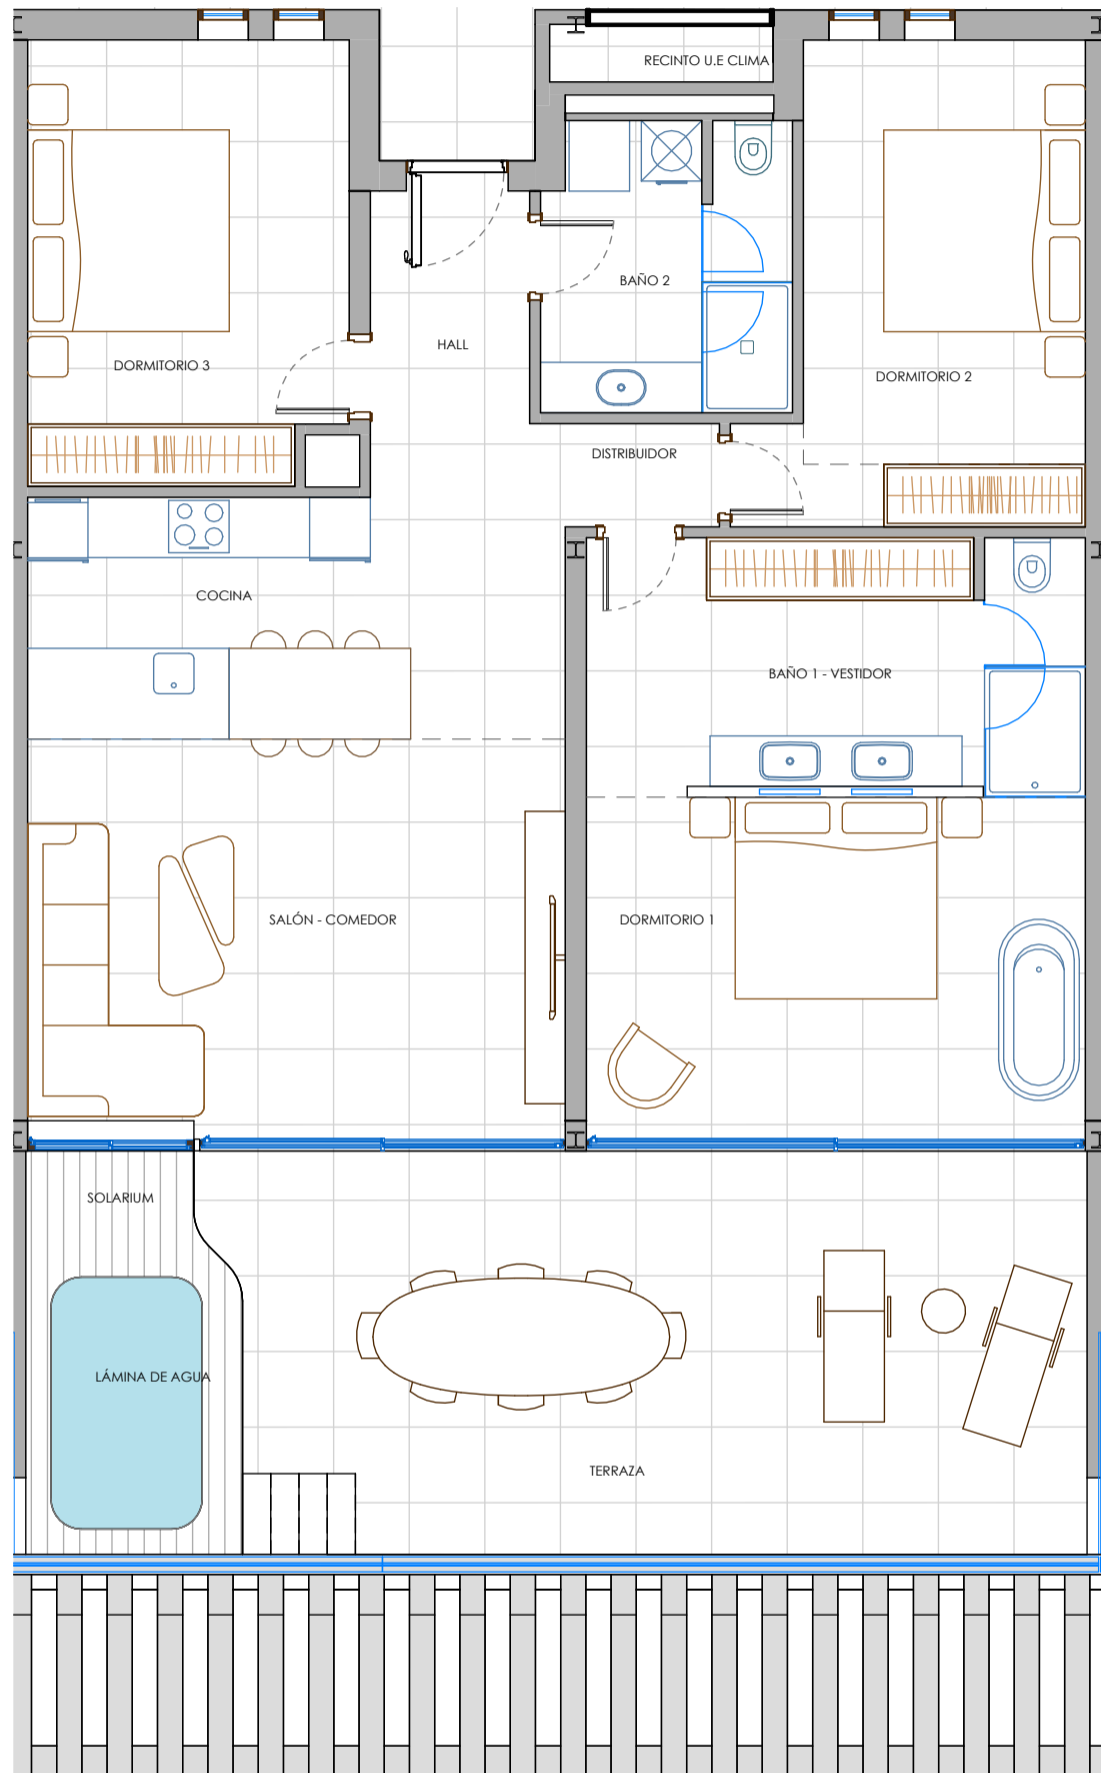 RECINTO U.E CLIMA
BAÑO 2
HALL
DORMITORIO 3
DORMITORIO 2
DISTRIBUIDOR
COCINA
BAÑO 1 - VESTIDOR
SALÓN - COMEDOR
DORMITORIO 1
SOLARIUM
LÁMINA DE AGUA
TERRAZA